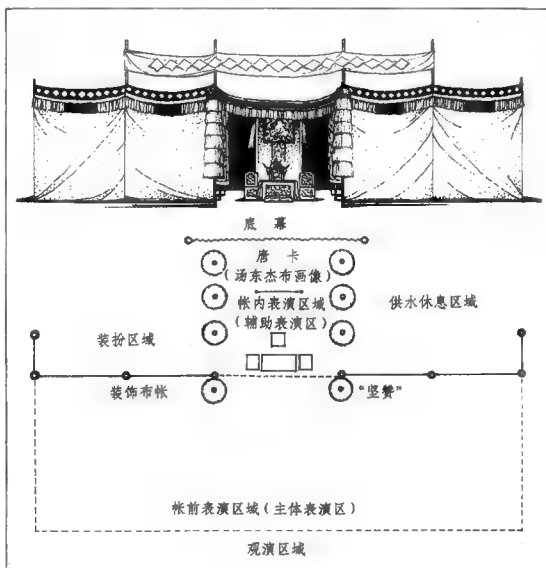 底 幕
唐 卡
(汤东杰布画像)
帐内表演区域
(辅助表演区)
供水休息区域
装扮区域
装饰布帐
“坚赞”
帐前表演区域(主体表演区)
观演区域